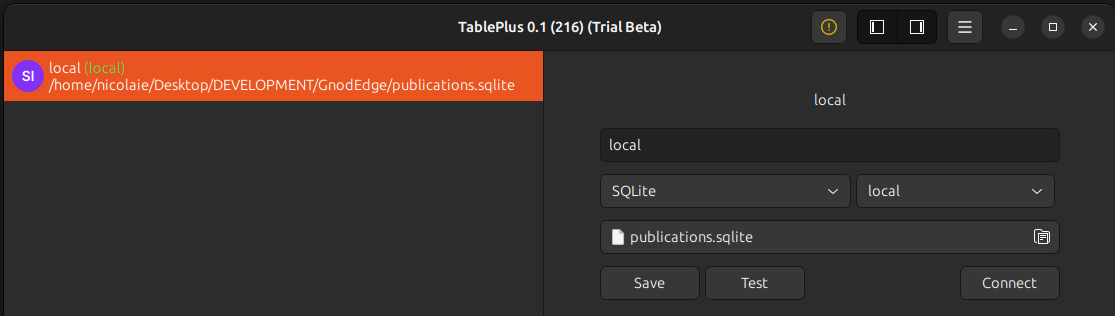 TablePlus 0.1 (216) (Trial Beta)
SI
local (local)
/home/nicolaie/Desktop/DEVELOPMENT/GnodEdge/publications.sqlite
local
local
SQLite
local
publications.sqlite
Save
Test
Connect